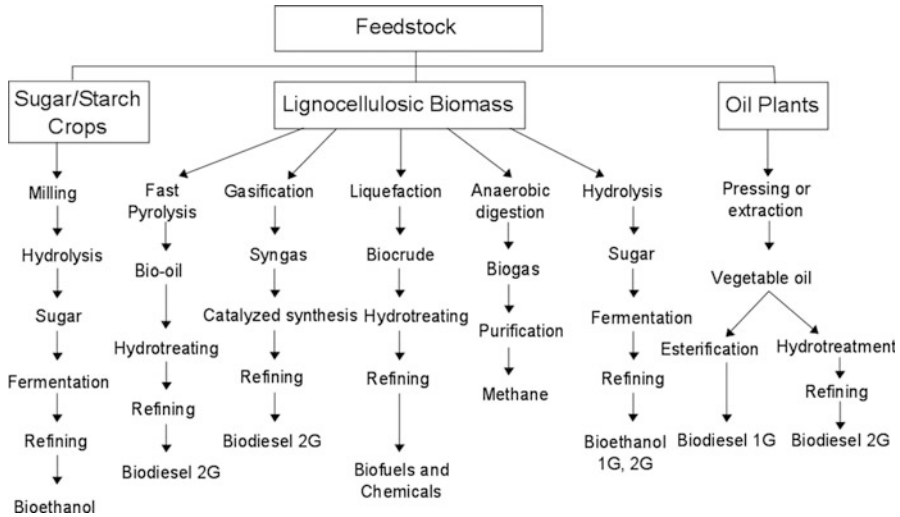 Feedstock
Sugar/Starch
Crops
Lignocellulosic Biomass
Oil Plants
Milling
Hydrolysis
Sugar
Fermentation
Refining
Bioethanol
Fast
Pyrolysis
Bio-oil
Hydrotreating
Refining
Biodiesel 2G
Gasification
Syngas
Catalyzed synthesis
Refining
Biodiesel 2G
Liquefaction
Biocrude
Hydrotreating
Refining
Biofuels and
Chemicals
Anaerobic
digestion
Biogas
Purification
Methane
Hydrolysis
Sugar
Fermentation
Refining
Bioethanol
1G, 2G
Pressing or
extraction
Vegetable oil
Esterification
Biodiesel 1G
Hydrotreatment
Refining
Biodiesel 2G